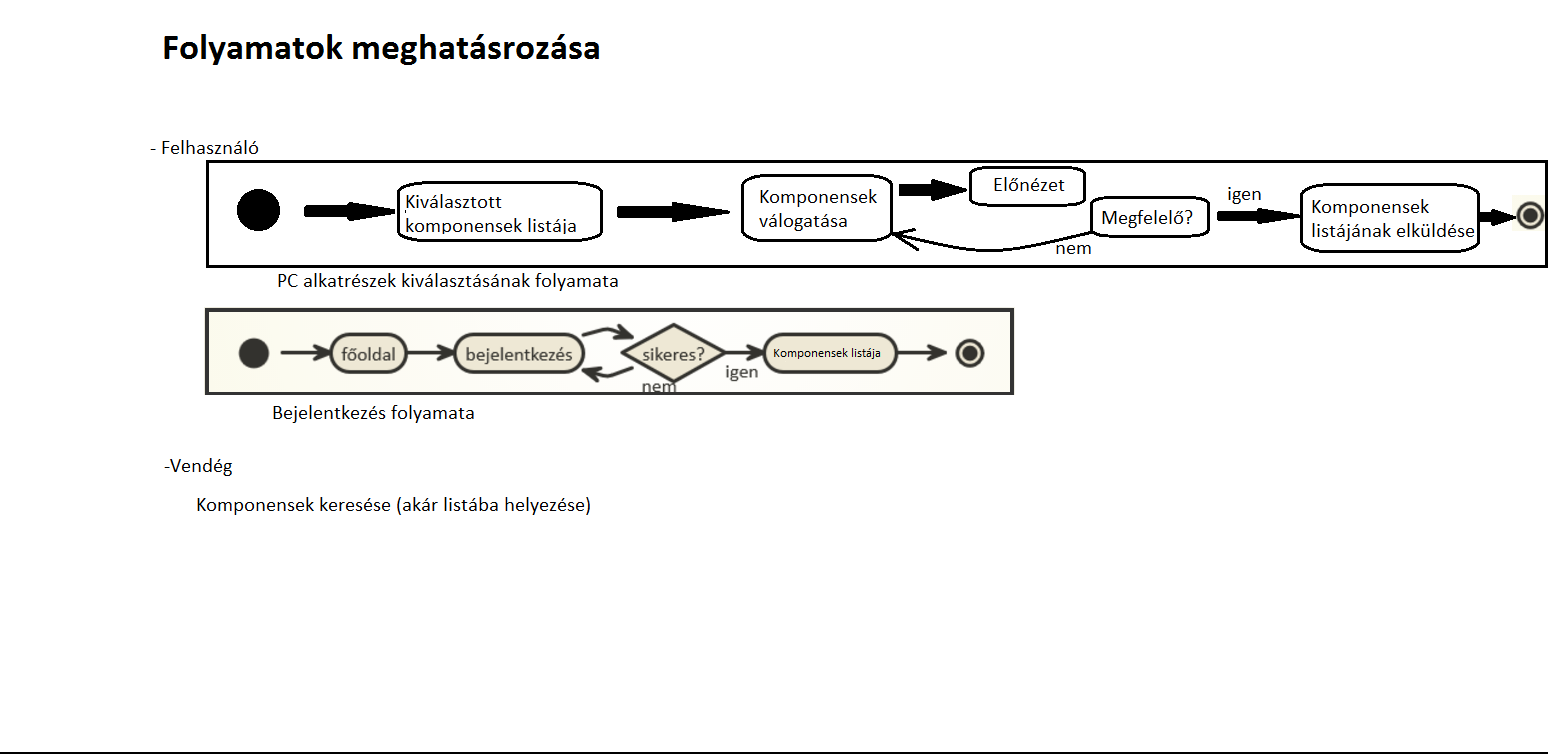 Folyamatok meghatásrozása
- Felhasználó
Kiválasztott
komponensek listája
Komponensek
válogatása
Előnézet
Megfelelő?
igen
nem
Komponensek
listájának elküldése
PC alkatrészek kiválasztásának folyamata
főoldal
bejelentkezés
sikeres?
nem
igen
Komponensek listája
Bejelentkezés folyamata
-Vendég
Komponensek keresése (akár listába helyezése)